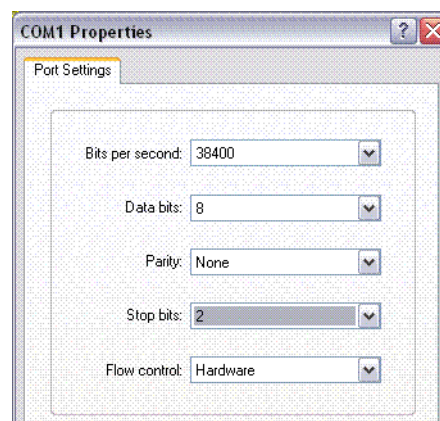 COM1 Properties
Port Settings
Bits per second: 38400
Data bits: 8
Parity: None
Stop bits: 2
Flow control: Hardware